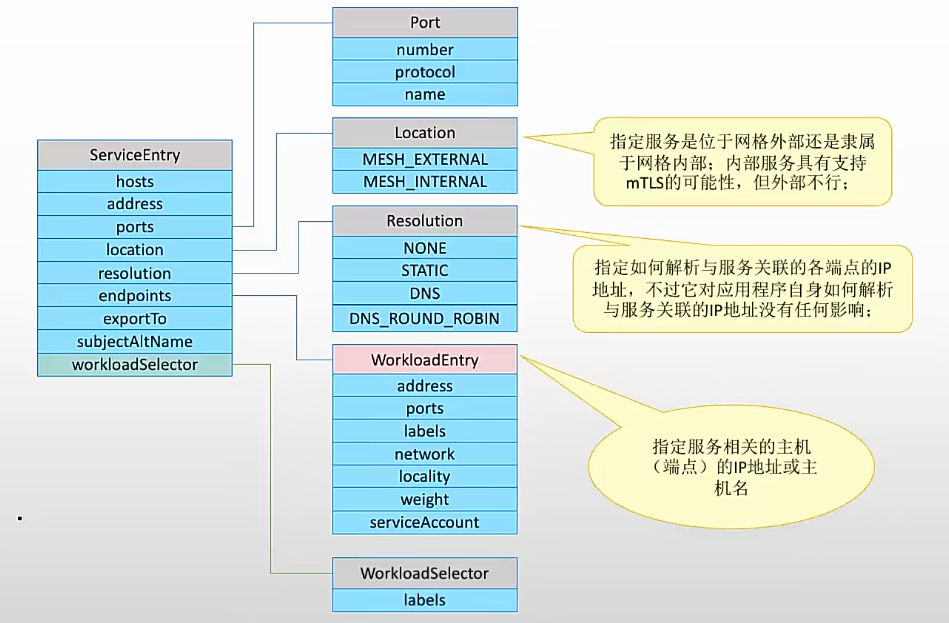 ServiceEntry
hosts
address
ports
location
resolution
endpoints
exportTo
subjectAltName
workloadSelector
Port
number
protocol
name
Location
MESH_EXTERNAL
MESH_INTERNAL
指定服务是位于网格外部还是隶属
于网格内部；内部服务具有支持
mTLS的可能性，但外部不行；
Resolution
NONE
STATIC
DNS
DNS_ROUND_ROBIN
指定如何解析与服务关联的各端点的IP
地址，不过它对应用程序自身如何解析
与服务关联的IP地址没有任何影响；
WorkloadEntry
address
ports
labels
network
locality
weight
serviceAccount
指定服务相关的主机
（端点）的IP地址或主
机名
WorkloadSelector
labels